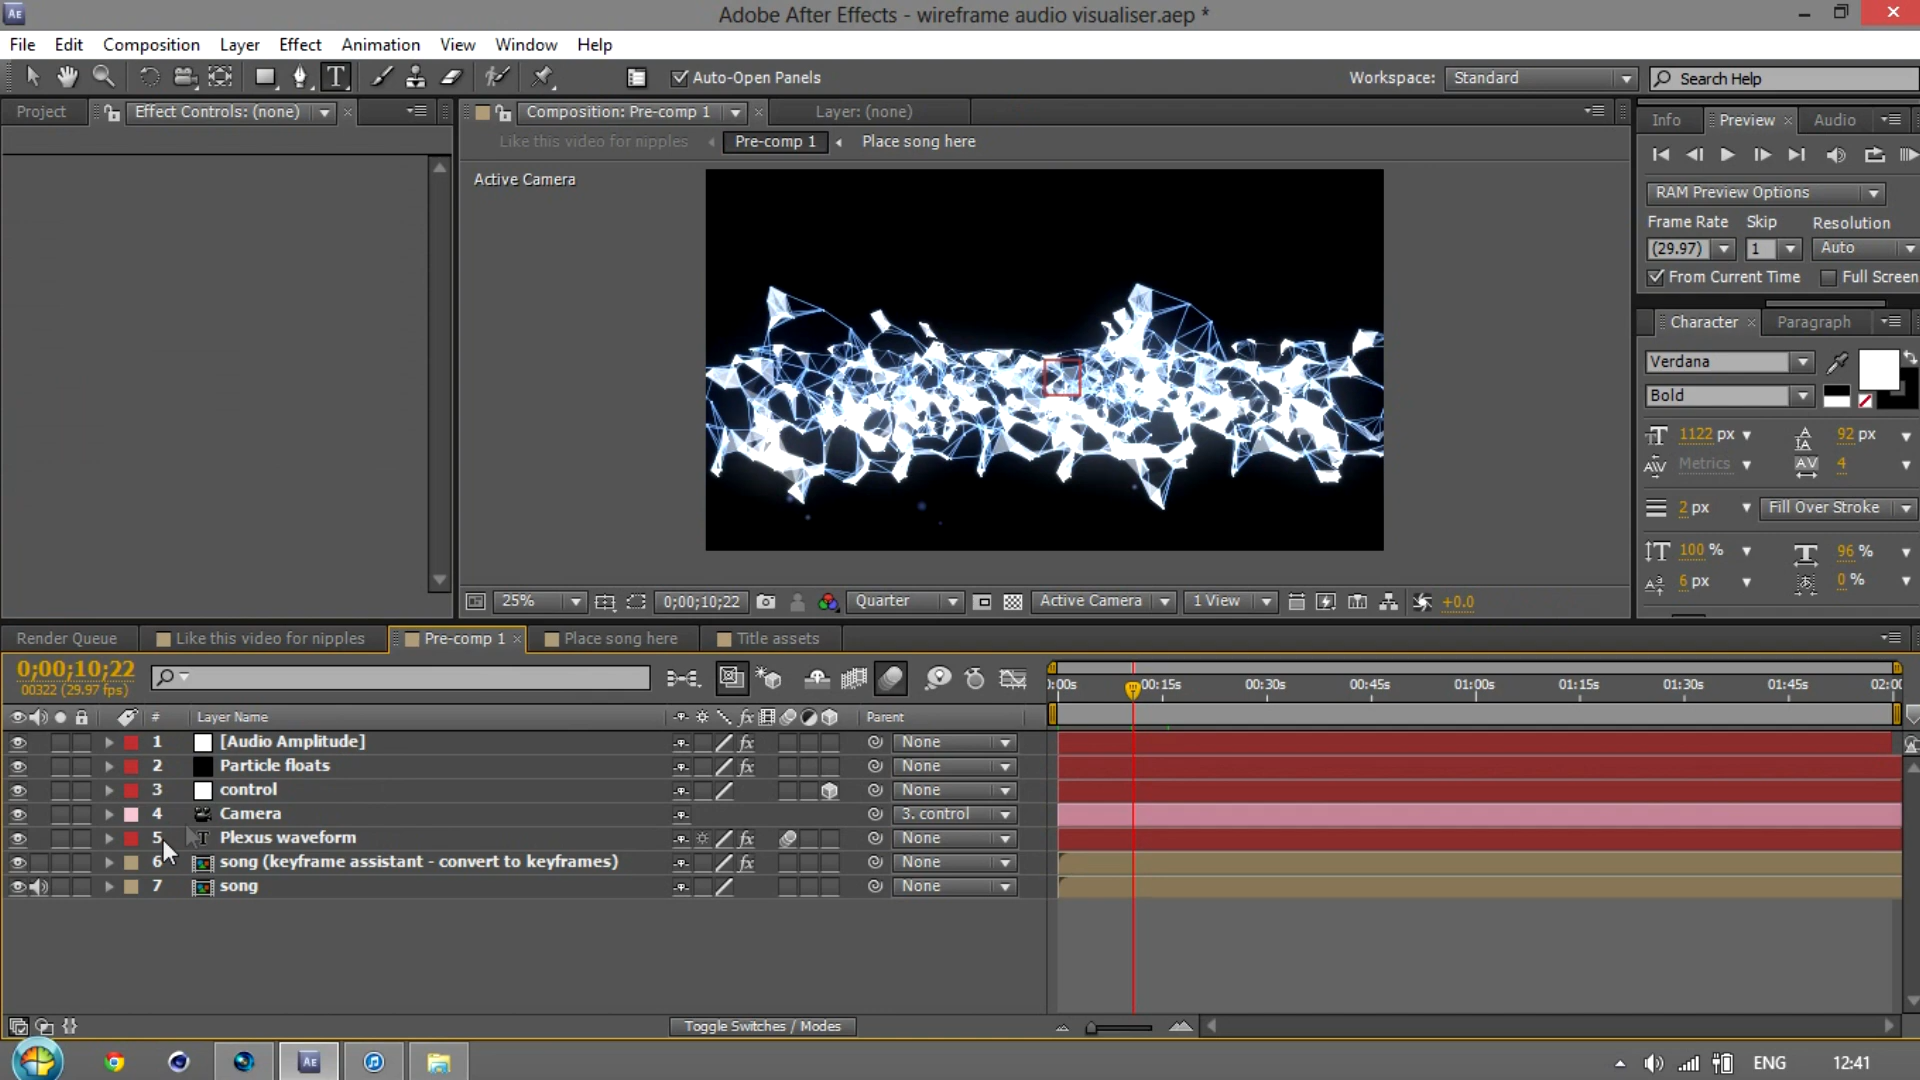 Adobe After Effects - wireframe audio visualiser.aep *
File Edit Composition Layer Effect Animation View Window Help
Auto-Open Panels
Workspace: Standard
Search Help
Project
Effect Controls: (none)
Composition: Pre-comp 1
Layer: (none)
Like this video for nipples
Pre-comp 1
Place song here
Active Camera
Info
Preview
Audio
RAM Preview Options
Frame Rate Skip Resolution
(29.97) 1 Auto
From Current Time Full Screen
Character
Paragraph
Verdana
Bold
1122 px 92 px
Metrics 4
2 px Fill Over Stroke
100 % 96 %
6 px 0 %
25% 0;00;10;22 Quarter Active Camera 1 View +0.0
Render Queue
Like this video for nipples
Pre-comp 1
Place song here
Title assets
0;00;10;22
00322 (29.97 fps)
):00s 00:15s 00:30s 00:45s 01:00s 01:15s 01:30s 01:45s 02:00
# Layer Name fx Parent
1 [Audio Amplitude] fx None
2 Particle floats fx None
3 control None
4 Camera 3. control
5 T Plexus waveform fx None
6 song (keyframe assistant - convert to keyframes) fx None
7 song None
Toggle Switches / Modes
AE
ENG
12:41